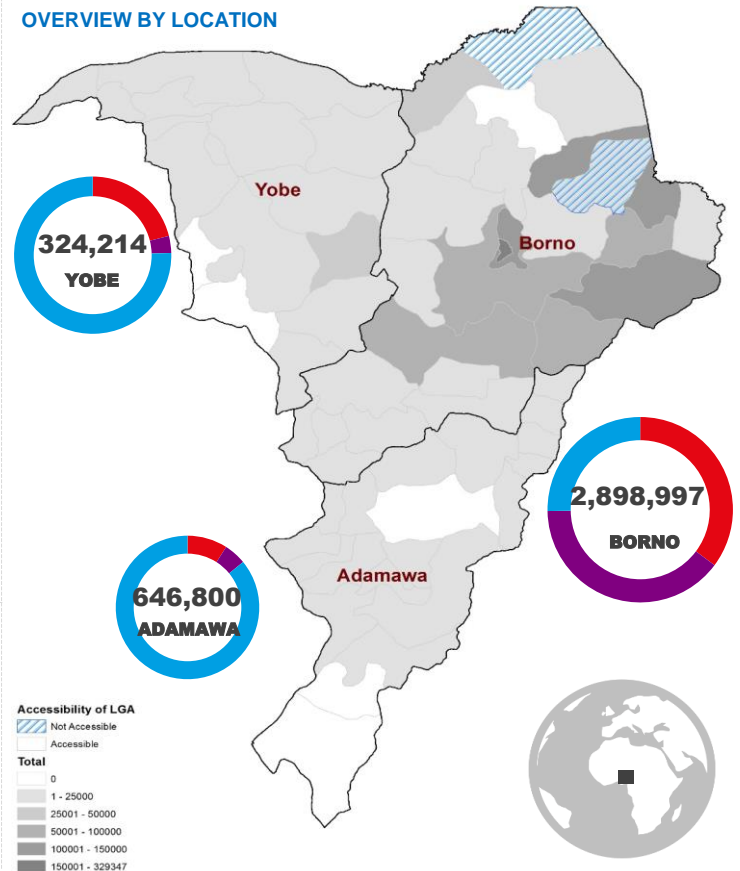 OVERVIEW BY LOCATION
Yobe
324,214
YOBE
Borno
2,898,997
BORNO
Adamawa
646,800
ADAMAWA
Accessibility of LGA
Not Accessible
Accessible
Total
0
1 - 25000
25001 - 50000
50001 - 100000
100001 - 150000
150001 - 329347